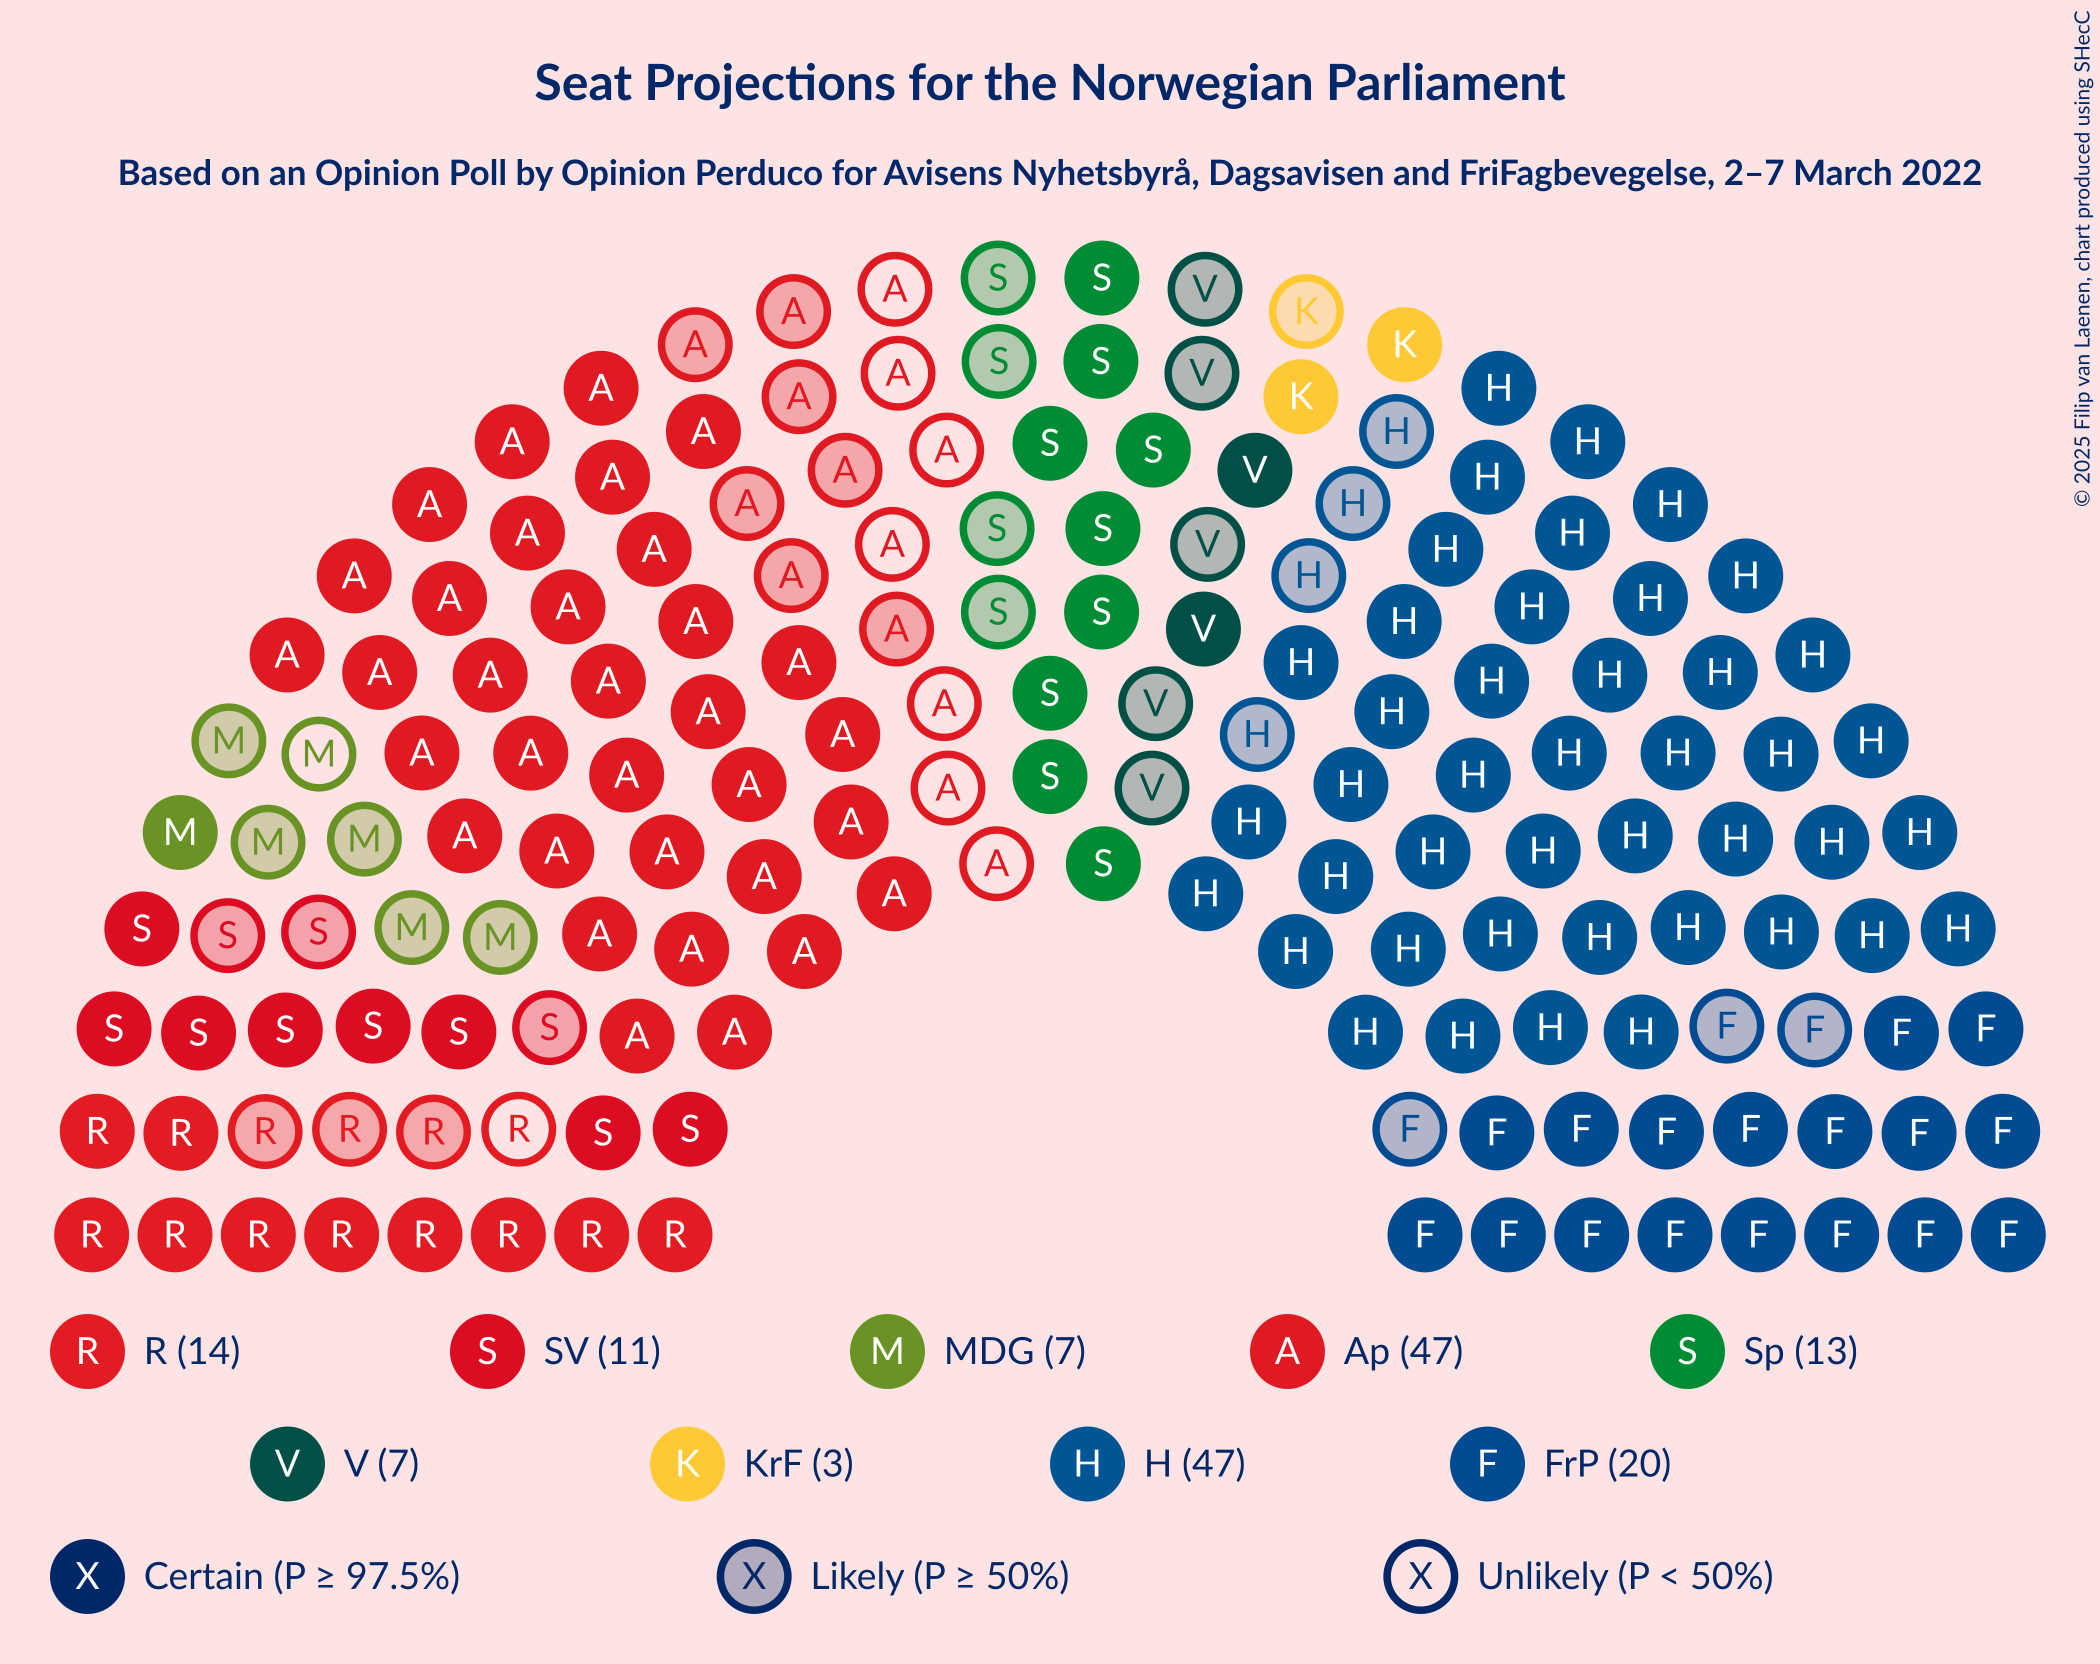 Seat Projections for the Norwegian Parliament
Based on an Opinion Poll by Opinion Perduco for Avisens Nyhetsbyrå, Dagsavisen and FriFagbevegelse, 2–7 March 2022
© 2025 Filip van Laenen, chart produced using SHecC
A A A S S V K K
A A A S S V K H H
A A A A A S S V H H H
A A A A S S V H H H H
A A A A A S S V H H H H
A A A A A A S V H H H H H H
M M A A A A A A S V H H H H H H H H
M M M A A A A A A A S H H H H H H H H
S S S M M A A A H H H H H H H H
S S S S S S A A H H H H F F F F
R R R R R R S S F F F F F F F F
R R R R R R R R F F F F F F F F
R R (14) S SV (11) M MDG (7) A Ap (47) S Sp (13)
V V (7) K KrF (3) H H (47) F FrP (20)
X Certain (P ≥ 97.5%) X Likely (P ≥ 50%) X Unlikely (P < 50%)